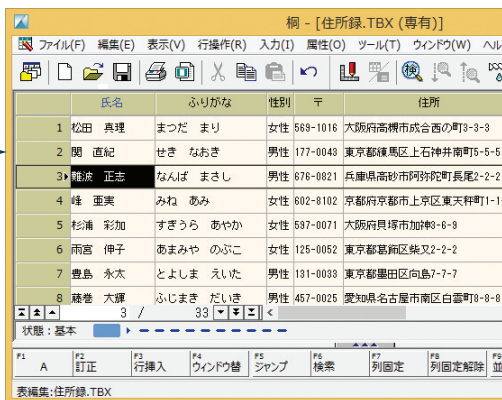 桐 - [住所録.TBX (専有)]
ファイル(F) 編集(E) 表示(V) 行操作(R) 入力(I) 属性(O) ツール(T) ウィンドウ(W) ヘル
氏名 ふりがな 性別 〒 住所
1 松田 真理 まつだ まり 女性 569-1016 大阪府高槻市成合西の町3-3-3
2 関 直紀 せき なおき 男性 177-0043 東京都練馬区上石神井南町5-5-5
3 難波 正志 なんば まさし 男性 676-0821 兵庫県高砂市阿弥陀町長尾2-2-2
4 峰 亜実 みね あみ 女性 602-8102 京都府京都市上京区東天秤町1-1-
5 杉浦 彩加 すぎうら あやか 女性 597-0071 大阪府貝塚市加神3-6-9
6 雨宮 伸子 あまみや のぶこ 女性 125-0052 東京都葛飾区柴又2-2-2
7 豊島 永太 とよしま えいた 男性 131-0033 東京都墨田区向島7-7-7
8 藤巻 大輝 ふじまき だいき 男性 457-0025 愛知県名古屋市南区白雲町8-8-8
3 / 33
状態 : 基本
F1 A F2 訂正 F3 行挿入 F4 ウィンドウ替 F5 ジャンプ F6 検索 F7 列固定 F8 列固定解除 F9 並
表編集:住所録.TBX